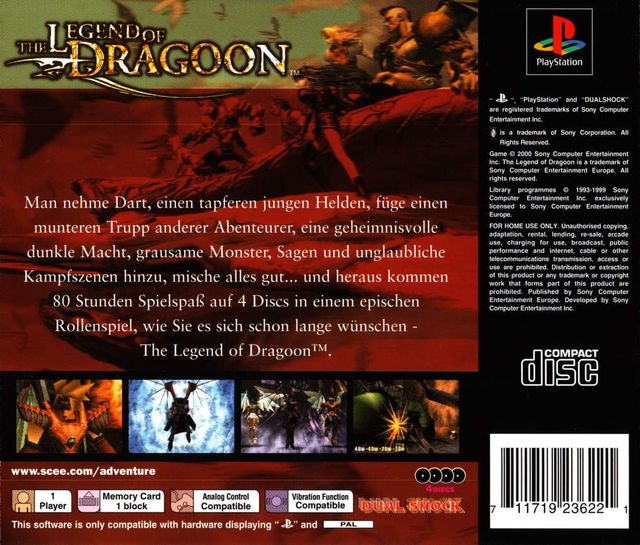 THE LEGEND OF
DRAGOON™
PlayStation
" ", "PlayStation" and "DUALSHOCK"
are registered trademarks of Sony Computer
Entertainment Inc.
is a trademark of Sony Corporation. All
Rights Reserved.
Game © 2000 Sony Computer Entertainment
Inc. The Legend of Dragoon is a trademark of
Sony Computer Entertainment Europe. All
rights reserved.
Library programmes © 1993-1999 Sony
Computer Entertainment Inc. exclusively
licensed to Sony Computer Entertainment
Europe.
FOR HOME USE ONLY. Unauthorised copying,
adaptation, rental, lending, re-sale, arcade
use, charging for use, broadcast, public
performance and internet, cable or other
telecommunications transmission, access or
use are prohibited. Distribution or extraction
of this product or any trademark or copyright
work that forms part of this product are
prohibited. Published by Sony Computer
Entertainment Europe. Developed by Sony
Computer Entertainment Inc.
Man nehme Dart, einen tapferen jungen Helden, füge einen
munteren Trupp anderer Abenteurer, eine geheimnisvolle
dunkle Macht, grausame Monster, Sagen und unglaubliche
Kampfszenen hinzu, mische alles gut... und heraus kommen
80 Stunden Spielspaß auf 4 Discs in einem epischen
Rollenspiel, wie Sie es sich schon lange wünschen -
The Legend of Dragoon™.
COMPACT
disc
www.scee.com/adventure
4 DISCS
1
Player
Memory Card
1 block
Analog Control
Compatible
Vibration Function
Compatible
DUAL SHOCK
This software is only compatible with hardware displaying " " and PAL
7 11719 23622 1